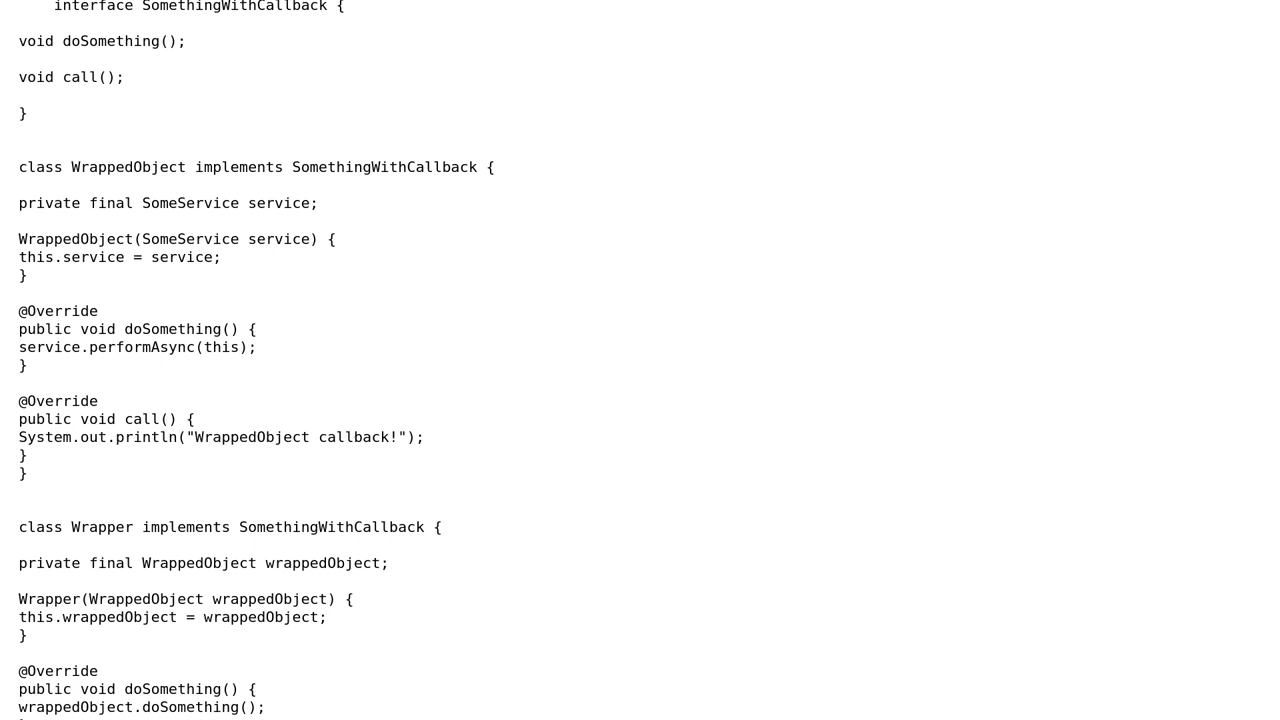 interface SomethingWithCallback {
void doSomething();
void call();
}
class WrappedObject implements SomethingWithCallback {
private final SomeService service;
WrappedObject(SomeService service) {
this.service = service;
}
@Override
public void doSomething() {
service.performAsync(this);
}
@Override
public void call() {
System.out.println("WrappedObject callback!");
}
}
class Wrapper implements SomethingWithCallback {
private final WrappedObject wrappedObject;
Wrapper(WrappedObject wrappedObject) {
this.wrappedObject = wrappedObject;
}
@Override
public void doSomething() {
wrappedObject.doSomething();